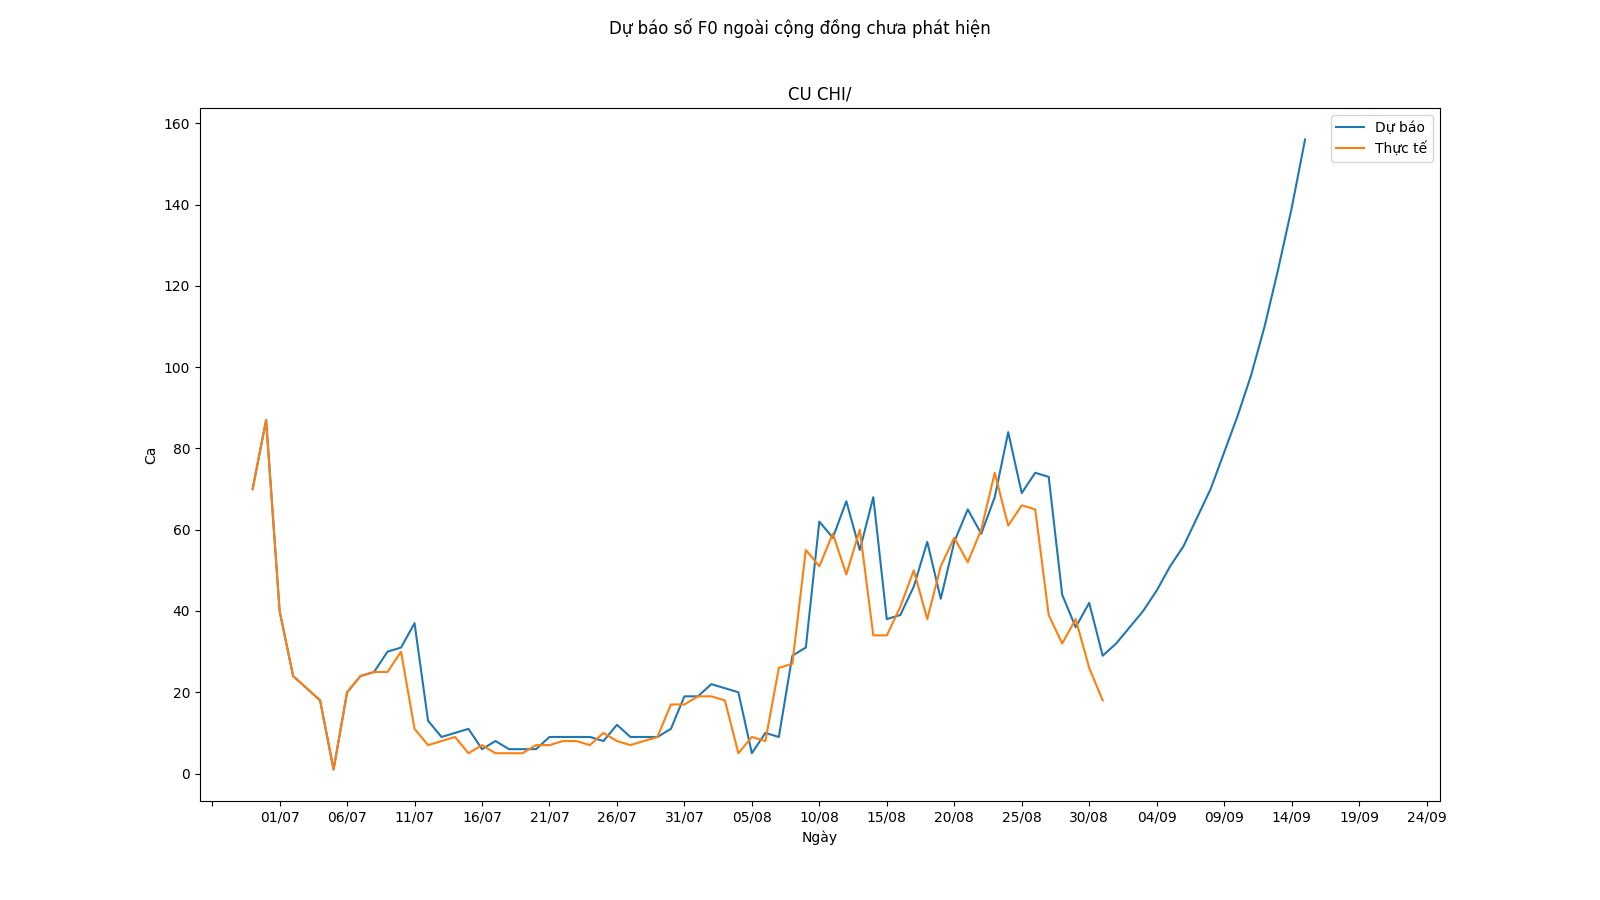 Dự báo số F0 ngoài cộng đồng chưa phát hiện
CU CHI/
Dự báo
Thực tế
160
140
120
100
80
60
40
20
0
Ca
01/07 06/07 11/07 16/07 21/07 26/07 31/07 05/08 10/08 15/08 20/08 25/08 30/08 04/09 09/09 14/09 19/09 24/09
Ngày